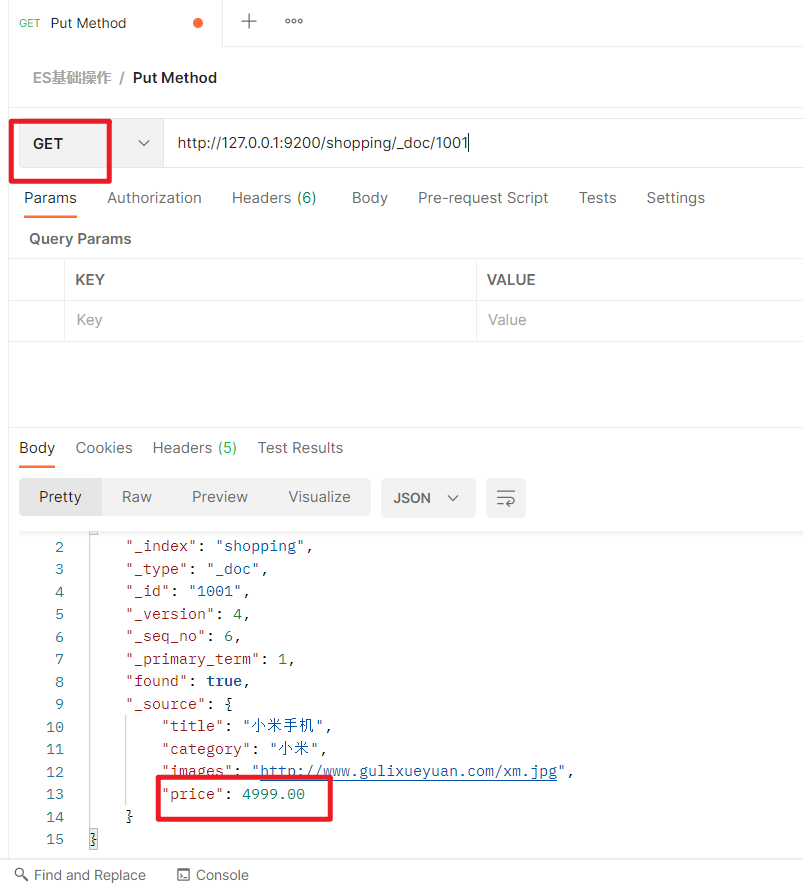 GET Put Method
ES基础操作 / Put Method
GET http://127.0.0.1:9200/shopping/_doc/1001
Params Authorization Headers (6) Body Pre-request Script Tests Settings
Query Params
KEY VALUE
Key Value
Body Cookies Headers (5) Test Results
Pretty Raw Preview Visualize JSON
2 "_index": "shopping",
3 "_type": "_doc",
4 "_id": "1001",
5 "_version": 4,
6 "_seq_no": 6,
7 "_primary_term": 1,
8 "found": true,
9 "_source": {
10 "title": "小米手机",
11 "category": "小米",
12 "images": "http://www.gulixueyuan.com/xm.jpg",
13 "price": 4999.00
14 }
15 }
Find and Replace Console